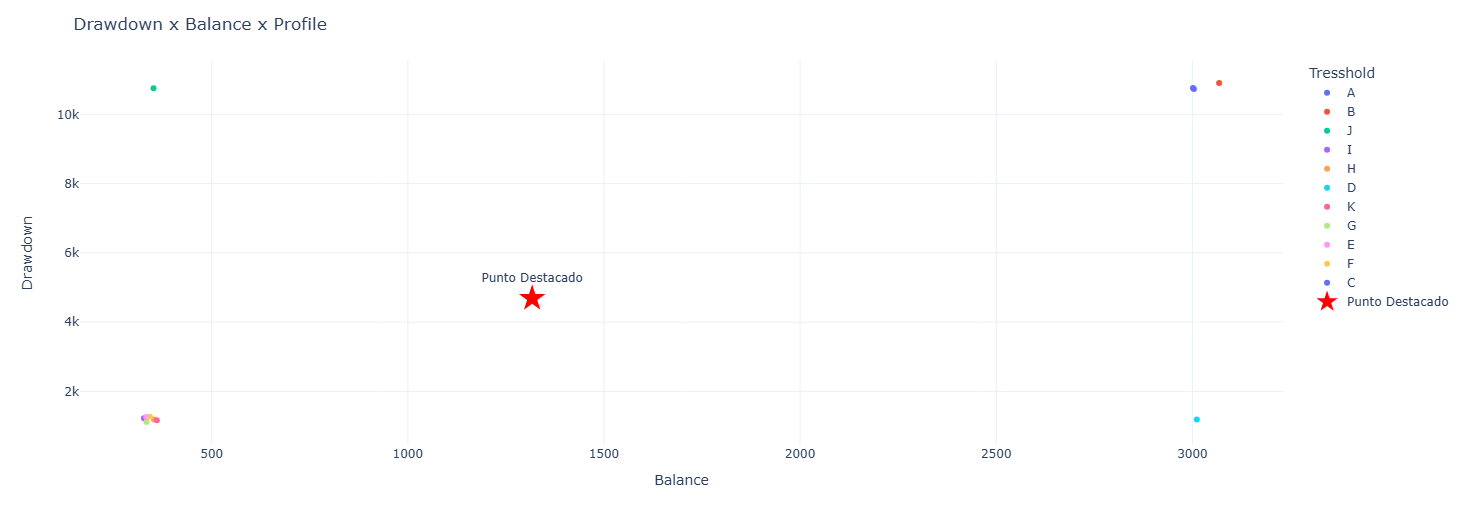 Drawdown x Balance x Profile
Drawdown
10k
8k
6k
4k
2k
Punto Destacado
500
1000
1500
2000
2500
3000
Balance
Tresshold
A
B
J
I
H
D
K
G
E
F
C
Punto Destacado